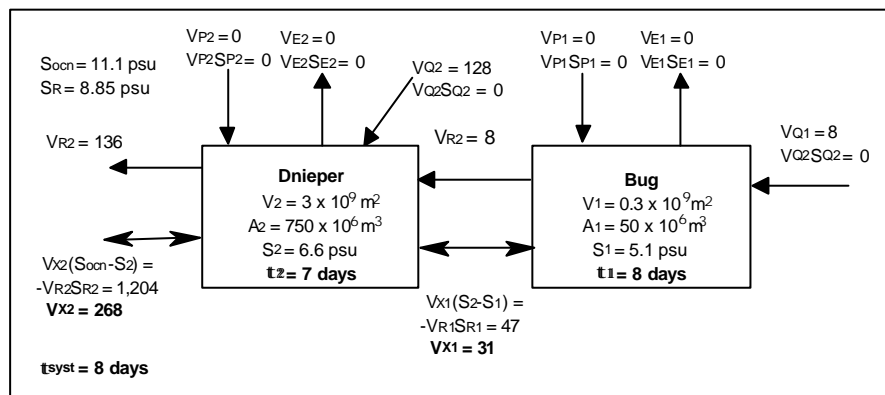 Socn = 11.1 psu
SR = 8.85 psu
VP2= 0
VP2SP2= 0
VE2= 0
VE2SE2= 0
VQ2 = 128
VQ2SQ2 = 0
VP1= 0
VP1SP1= 0
VE1= 0
VE1SE1= 0
VR2 = 136
VR2 = 8
VQ1 = 8
VQ2SQ2= 0
Dnieper
V2 = 3 x 10⁹ m²
A2 = 750 x 10⁶ m³
S2 = 6.6 psu
t2= 7 days
Bug
V1 = 0.3 x 10⁹ m²
A1 = 50 x 10⁶ m³
S1 = 5.1 psu
t1= 8 days
VX2(Socn-S2) =
-VR2SR2 = 1,204
VX2 = 268
VX1(S2-S1) =
-VR1SR1 = 47
VX1 = 31
tsyst = 8 days